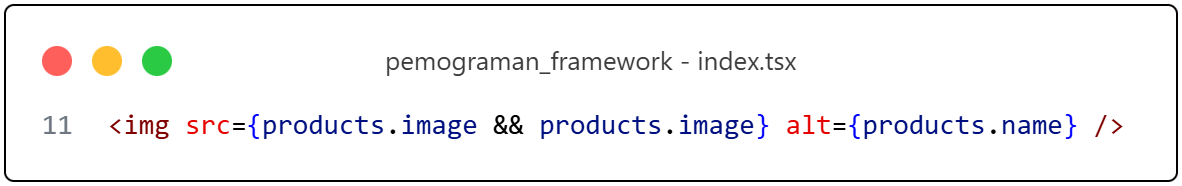 pemograman_framework - index.tsx
11 <img src={products.image && products.image} alt={products.name} />